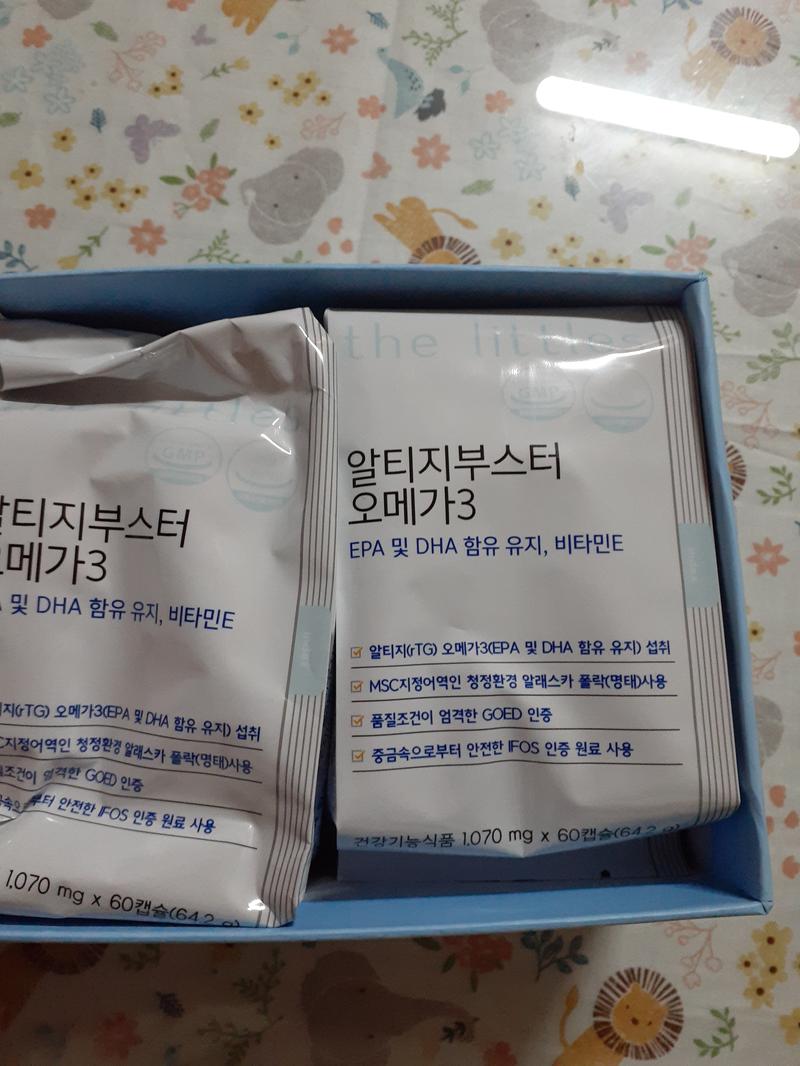 the littles
GMP
알티지부스터
오메가3
EPA 및 DHA 함유 유지, 비타민E
알티지(rTG) 오메가3(EPA 및 DHA 함유 유지) 섭취
MSC지정어역인 청정환경 알래스카 폴락(명태)사용
품질조건이 엄격한 GOED 인증
중금속으로부터 안전한 IFOS 인증 원료 사용
건강기능식품 1,070 mg x 60캡슐(64.2 g)
GMP
티지부스터
메가3
및 DHA 함유 유지, 비타민E
지(rTG) 오메가3(EPA 및 DHA 함유 유지) 섭취
지정어역인 청정환경 알래스카 폴락(명태)사용
조건이 엄격한 GOED 인증
부터 안전한 IFOS 인증 원료 사용
1,070 mg x 60캡슐(64.2 g)